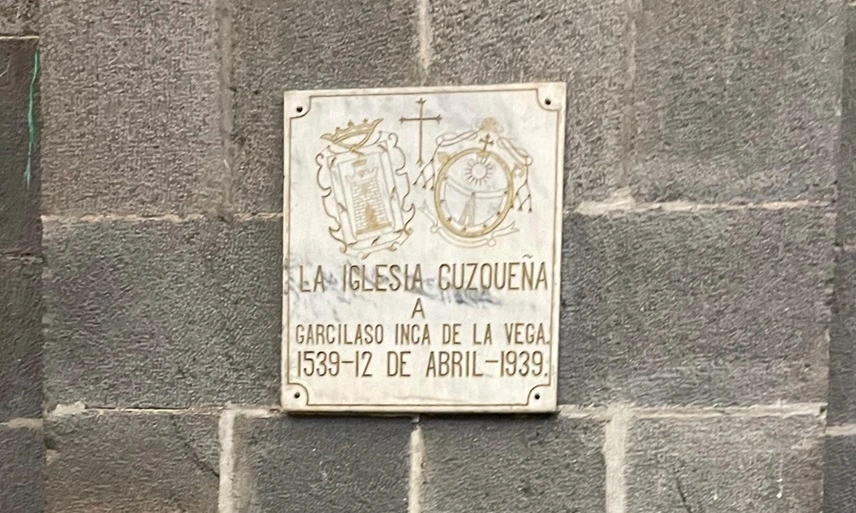 LA IGLESIA CUZQUEÑA
A
GARCILASO INCA DE LA VEGA.
1539-12 DE ABRIL-1939.